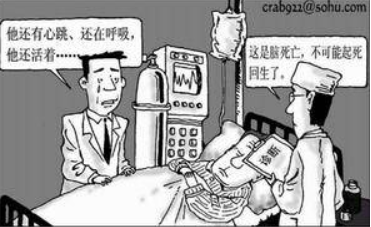 crab922@sohu.com
他还有心跳、还在呼吸，
他还活着………
这是脑死亡，不可能起死
回生了。
诊断